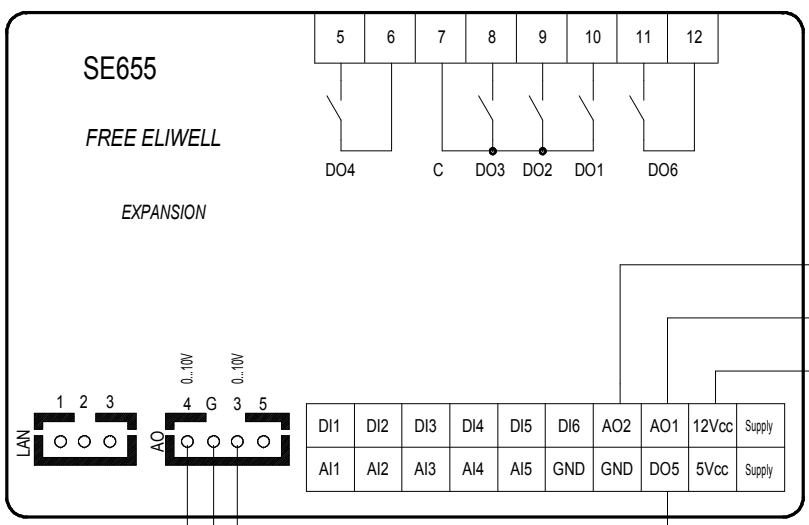 5 6 7 8 9 10 11 12
SE655
FREE ELIWELL
DO4 C DO3 DO2 DO1 DO6
EXPANSION
0...10V 0...10V
1 2 3
4 G 3 5
LAN
AO
DI1 DI2 DI3 DI4 DI5 DI6 AO2 AO1 12Vcc Supply
AI1 AI2 AI3 AI4 AI5 GND GND DO5 5Vcc Supply